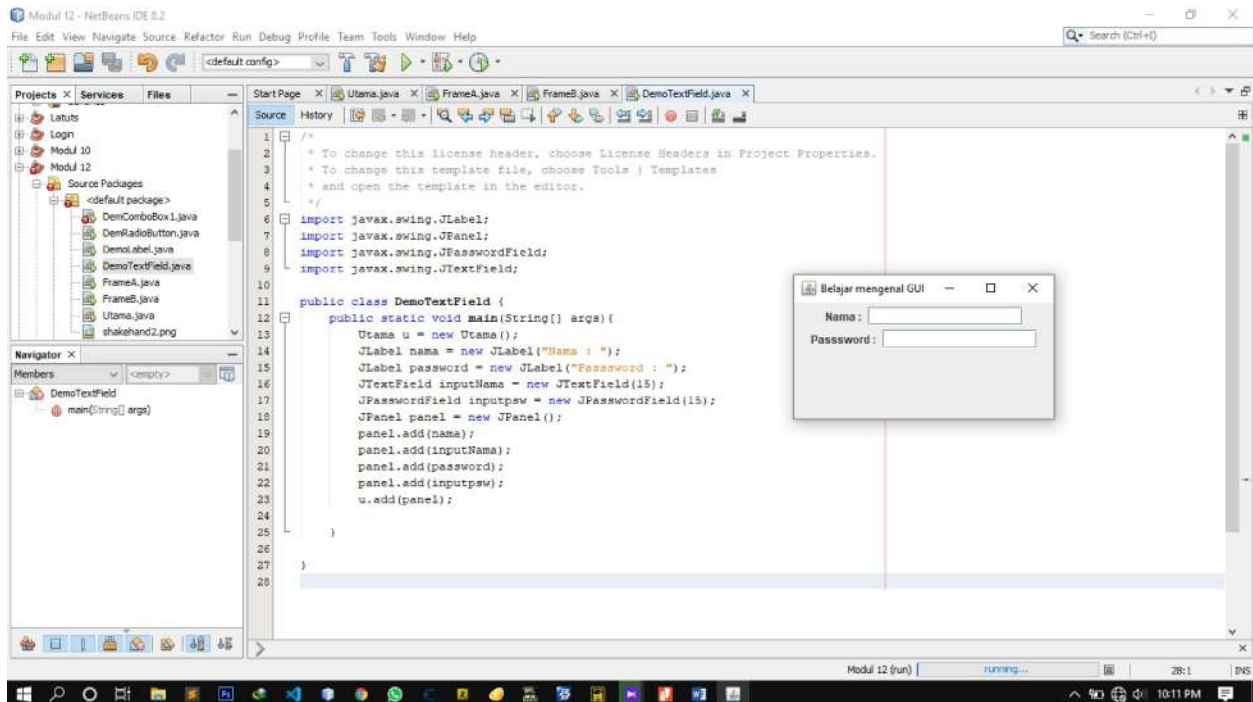 Modul 12 - NetBeans IDE 8.2
File Edit View Navigate Source Refactor Run Debug Profile Team Tools Window Help
Search (Ctrl+I)
<default config>
Projects Services Files
Start Page Utama.java FrameA.java FrameB.java DemoTextField.java
Source History
Latuts
Login
Modul 10
Modul 12
Source Packages
<default package>
DemComboBox1.java
DemRadioButton.java
DemoLabel.java
DemoTextField.java
FrameA.java
FrameB.java
Utama.java
shakehand2.png
Navigator
Members <empty>
DemoTextField
main(String[] args)
1 /*
2 * To change this license header, choose License Headers in Project Properties.
3 * To change this template file, choose Tools | Templates
4 * and open the template in the editor.
5 */
6 import javax.swing.JLabel;
7 import javax.swing.JPanel;
8 import javax.swing.JPasswordField;
9 import javax.swing.JTextField;
10
11 public class DemoTextField {
12 public static void main(String[] args){
13 Utama u = new Utama();
14 JLabel nama = new JLabel("Nama : ");
15 JLabel password = new JLabel("Passsword : ");
16 JTextField inputNama = new JTextField(15);
17 JPasswordField inputpsw = new JPasswordField(15);
18 JPanel panel = new JPanel();
19 panel.add(nama);
20 panel.add(inputNama);
21 panel.add(password);
22 panel.add(inputpsw);
23 u.add(panel);
24
25 }
26
27 }
28
Belajar mengenal GUI
Nama :
Passsword :
Modul 12 (run) running... 28:1 INS
10:11 PM